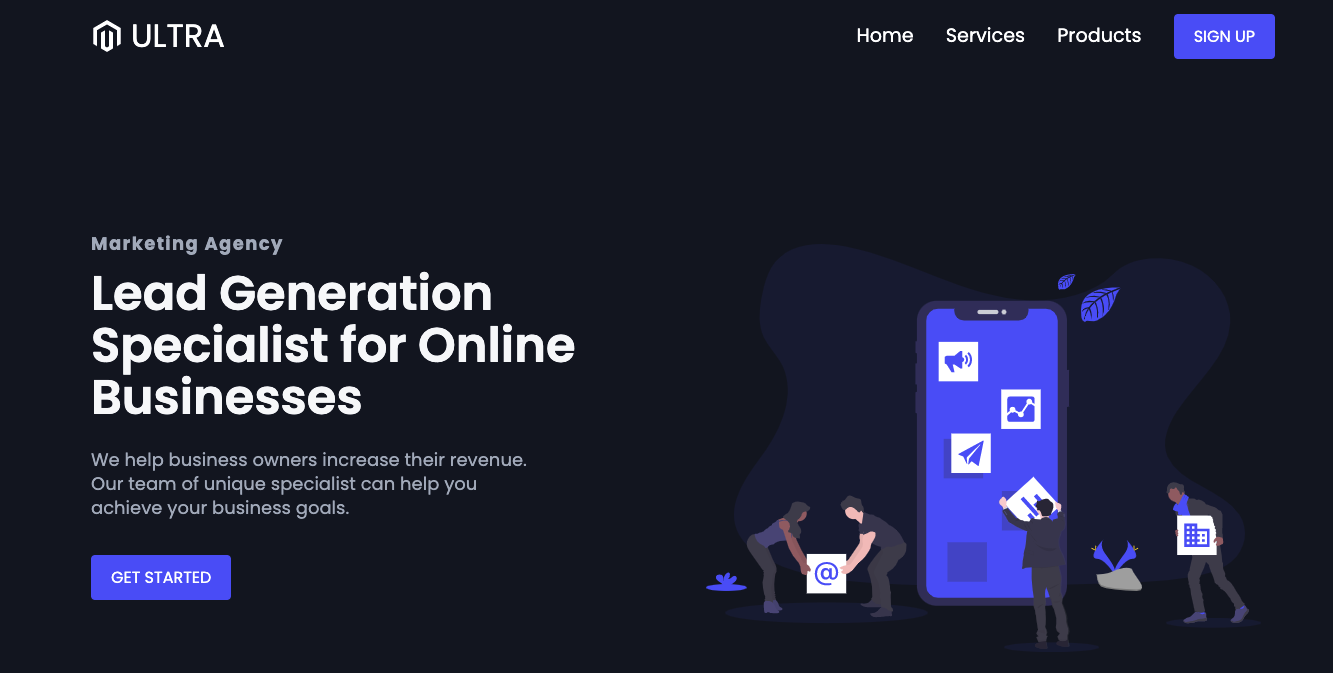 ULTRA
Home
Services
Products
SIGN UP
Marketing Agency
Lead Generation
Specialist for Online
Businesses
We help business owners increase their revenue.
Our team of unique specialist can help you
achieve your business goals.
GET STARTED
@